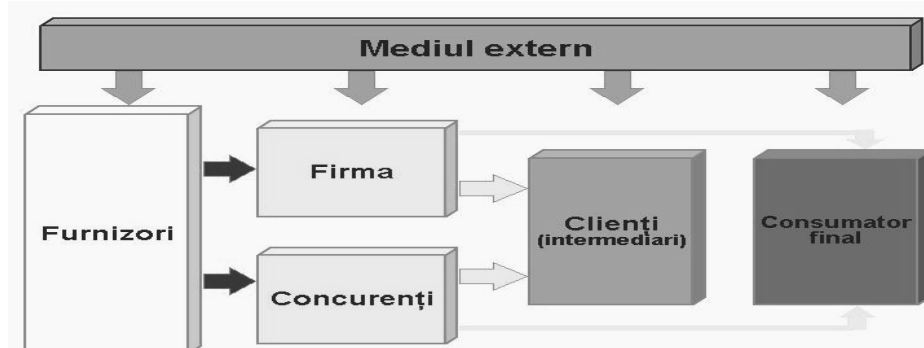 Mediul extern
Furnizori
Firma
Concurenți
Clienți
(intermediari)
Consumator
final